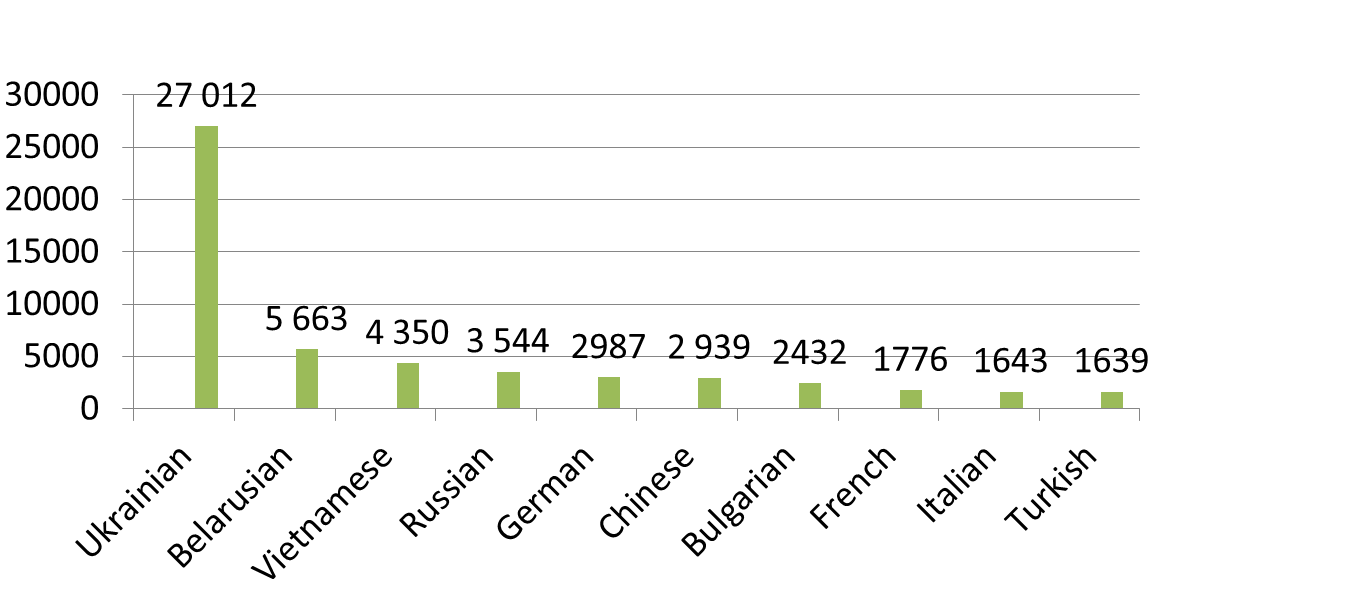 30000
25000
20000
15000
10000
5000
0
27 012
5 663
4 350
3 544
2987
2 939
2432
1776
1643
1639
Ukrainian
Belarusian
Vietnamese
Russian
German
Chinese
Bulgarian
French
Italian
Turkish